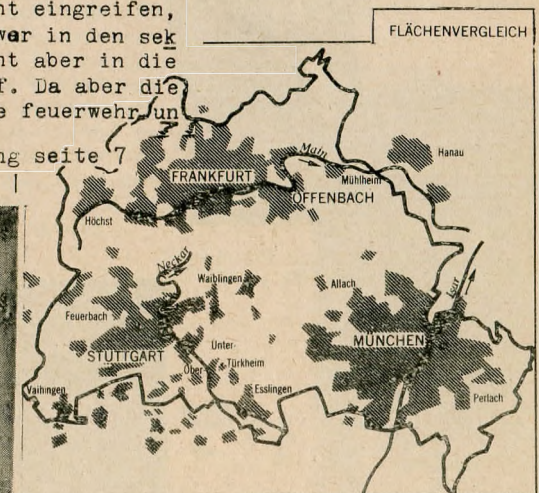 nt eingreifen,
war in den sek
nt aber in die
f. Da aber die
e feuerwehr un
ng seite 7
FLÄCHENVERGLEICH
Main
Hanau
FRANKFURT
Mühlheim
OFFENBACH
Höchst
Neckar
Waiblingen
Allach
Feuerbach
MÜNCHEN
STUTTGART
Unter-
Ober-
Türkheim
Vaihingen
Esslingen
Perlach